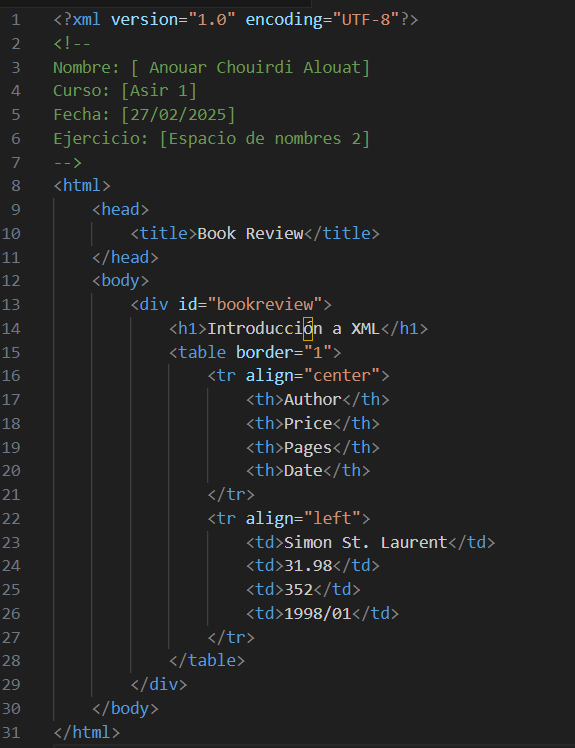 1 <?xml version="1.0" encoding="UTF-8"?>
2 <!--
3 Nombre: [ Anouar Chouirdi Alouat]
4 Curso: [Asir 1]
5 Fecha: [27/02/2025]
6 Ejercicio: [Espacio de nombres 2]
7 -->
8 <html>
9     <head>
10         <title>Book Review</title>
11     </head>
12     <body>
13         <div id="bookreview">
14             <h1>Introducción a XML</h1>
15             <table border="1">
16                 <tr align="center">
17                     <th>Author</th>
18                     <th>Price</th>
19                     <th>Pages</th>
20                     <th>Date</th>
21                 </tr>
22                 <tr align="left">
23                     <td>Simon St. Laurent</td>
24                     <td>31.98</td>
25                     <td>352</td>
26                     <td>1998/01</td>
27                 </tr>
28             </table>
29         </div>
30     </body>
31 </html>